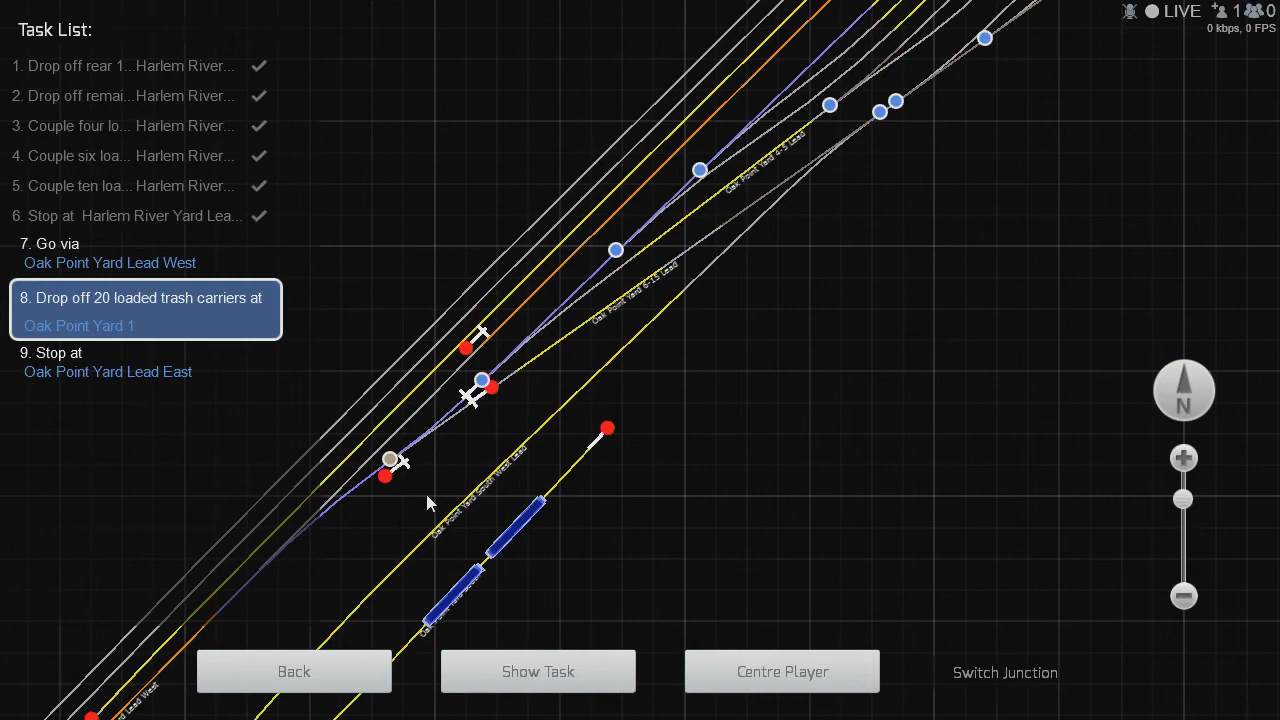 Task List:
1. Drop off rear 1...Harlem River...
2. Drop off remai...Harlem River...
3. Couple four lo... Harlem River...
4. Couple six loa... Harlem River...
5. Couple ten loa... Harlem River...
6. Stop at  Harlem River Yard Lea...
7. Go via
Oak Point Yard Lead West
8. Drop off 20 loaded trash carriers at
Oak Point Yard 1
9. Stop at
Oak Point Yard Lead East
LIVE 1 0
0 kbps, 0 FPS
Oak Point Yard 4-5 Lead
Oak Point Yard 6-15 Lead
Oak Point Yard South West Lead
Lead West
N
Back
Show Task
Centre Player
Switch Junction